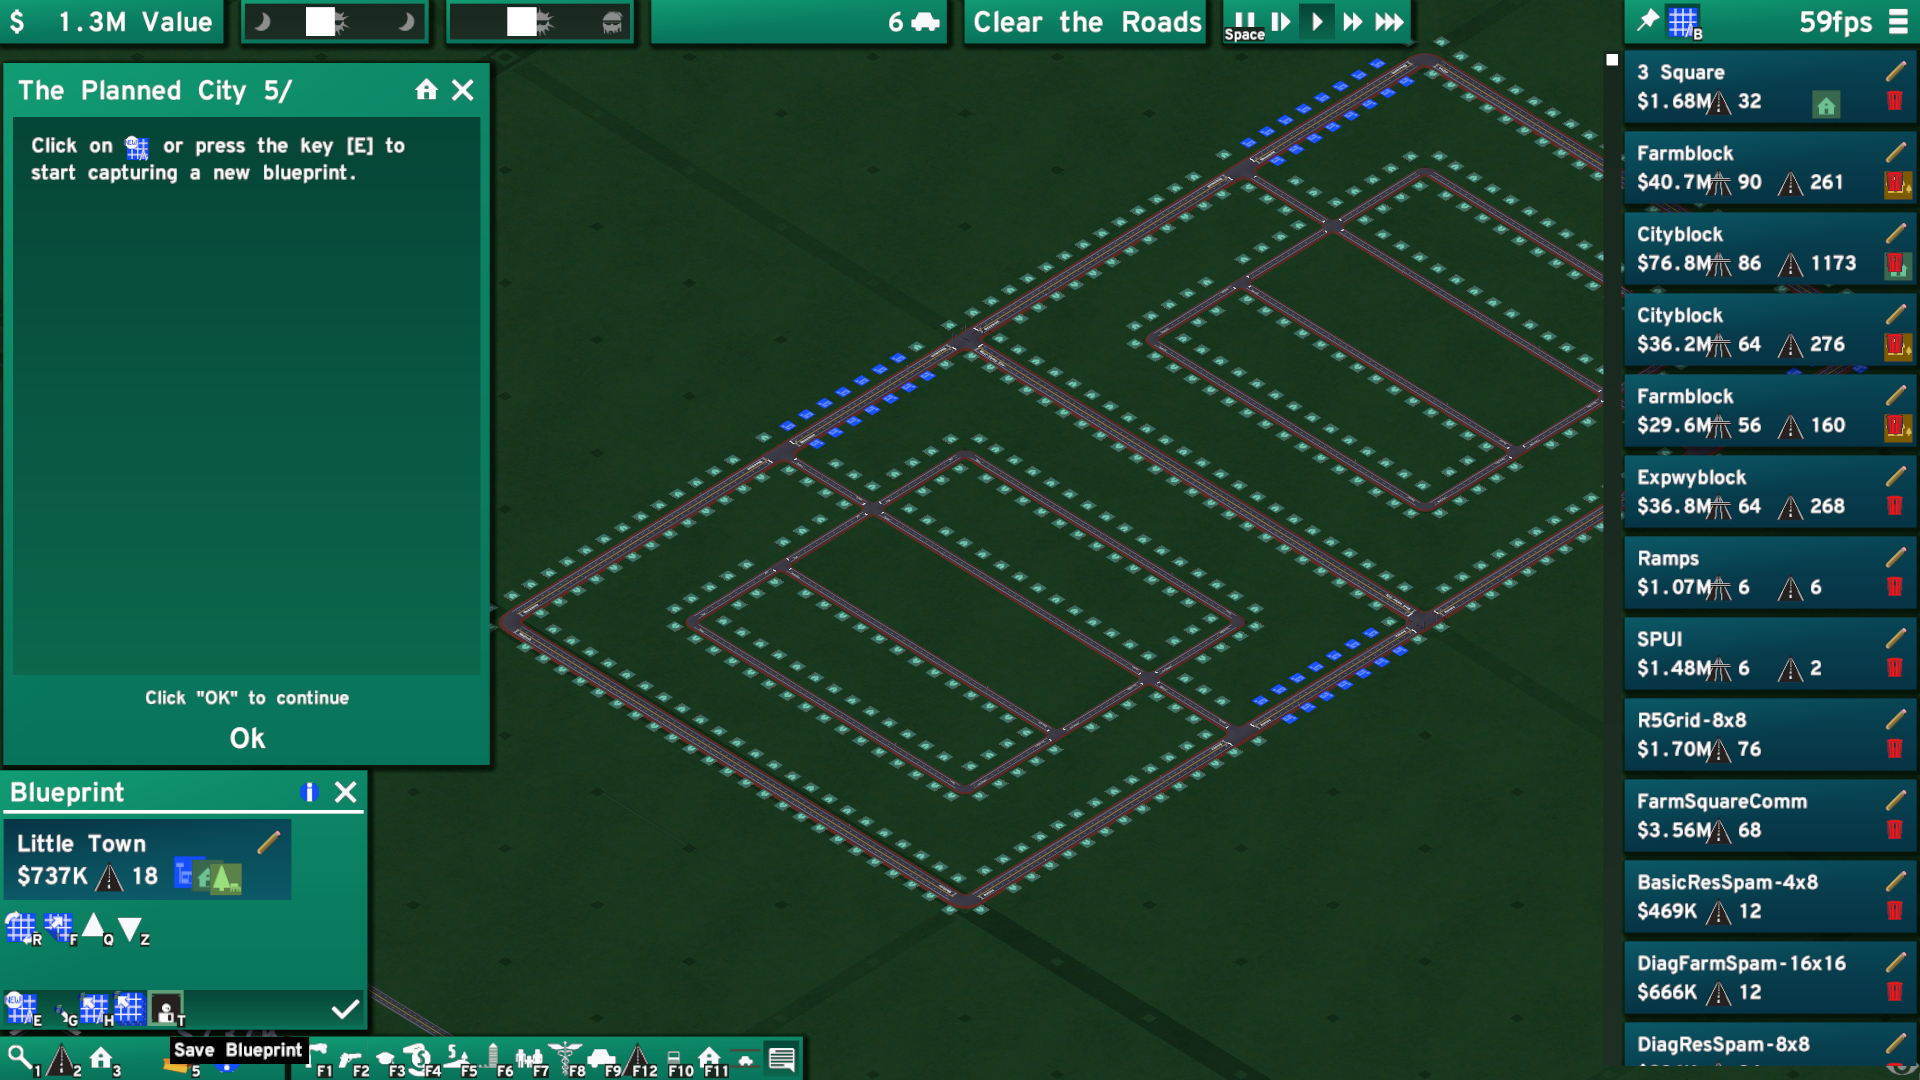 $ 1.3M Value
6
Clear the Roads
Space
B
59fps
The Planned City 5/
Click on NEW or press the key [E] to
start capturing a new blueprint.
Click "OK" to continue
Ok
Blueprint
Little Town
$737K 18
R F Q Z
NEW E G H T
Save Blueprint
1 2 3 5 F1 F2 F3 F4 F5 F6 F7 F8 F9 F12 F10 F11
3 Square
$1.68M 32
Farmblock
$40.7M 90 261
Cityblock
$76.8M 86 1173
Cityblock
$36.2M 64 276
Farmblock
$29.6M 56 160
Expwyblock
$36.8M 64 268
Ramps
$1.07M 6 6
SPUI
$1.48M 6 2
R5Grid-8x8
$1.70M 76
FarmSquareComm
$3.56M 68
BasicResSpam-4x8
$469K 12
DiagFarmSpam-16x16
$666K 12
DiagResSpam-8x8